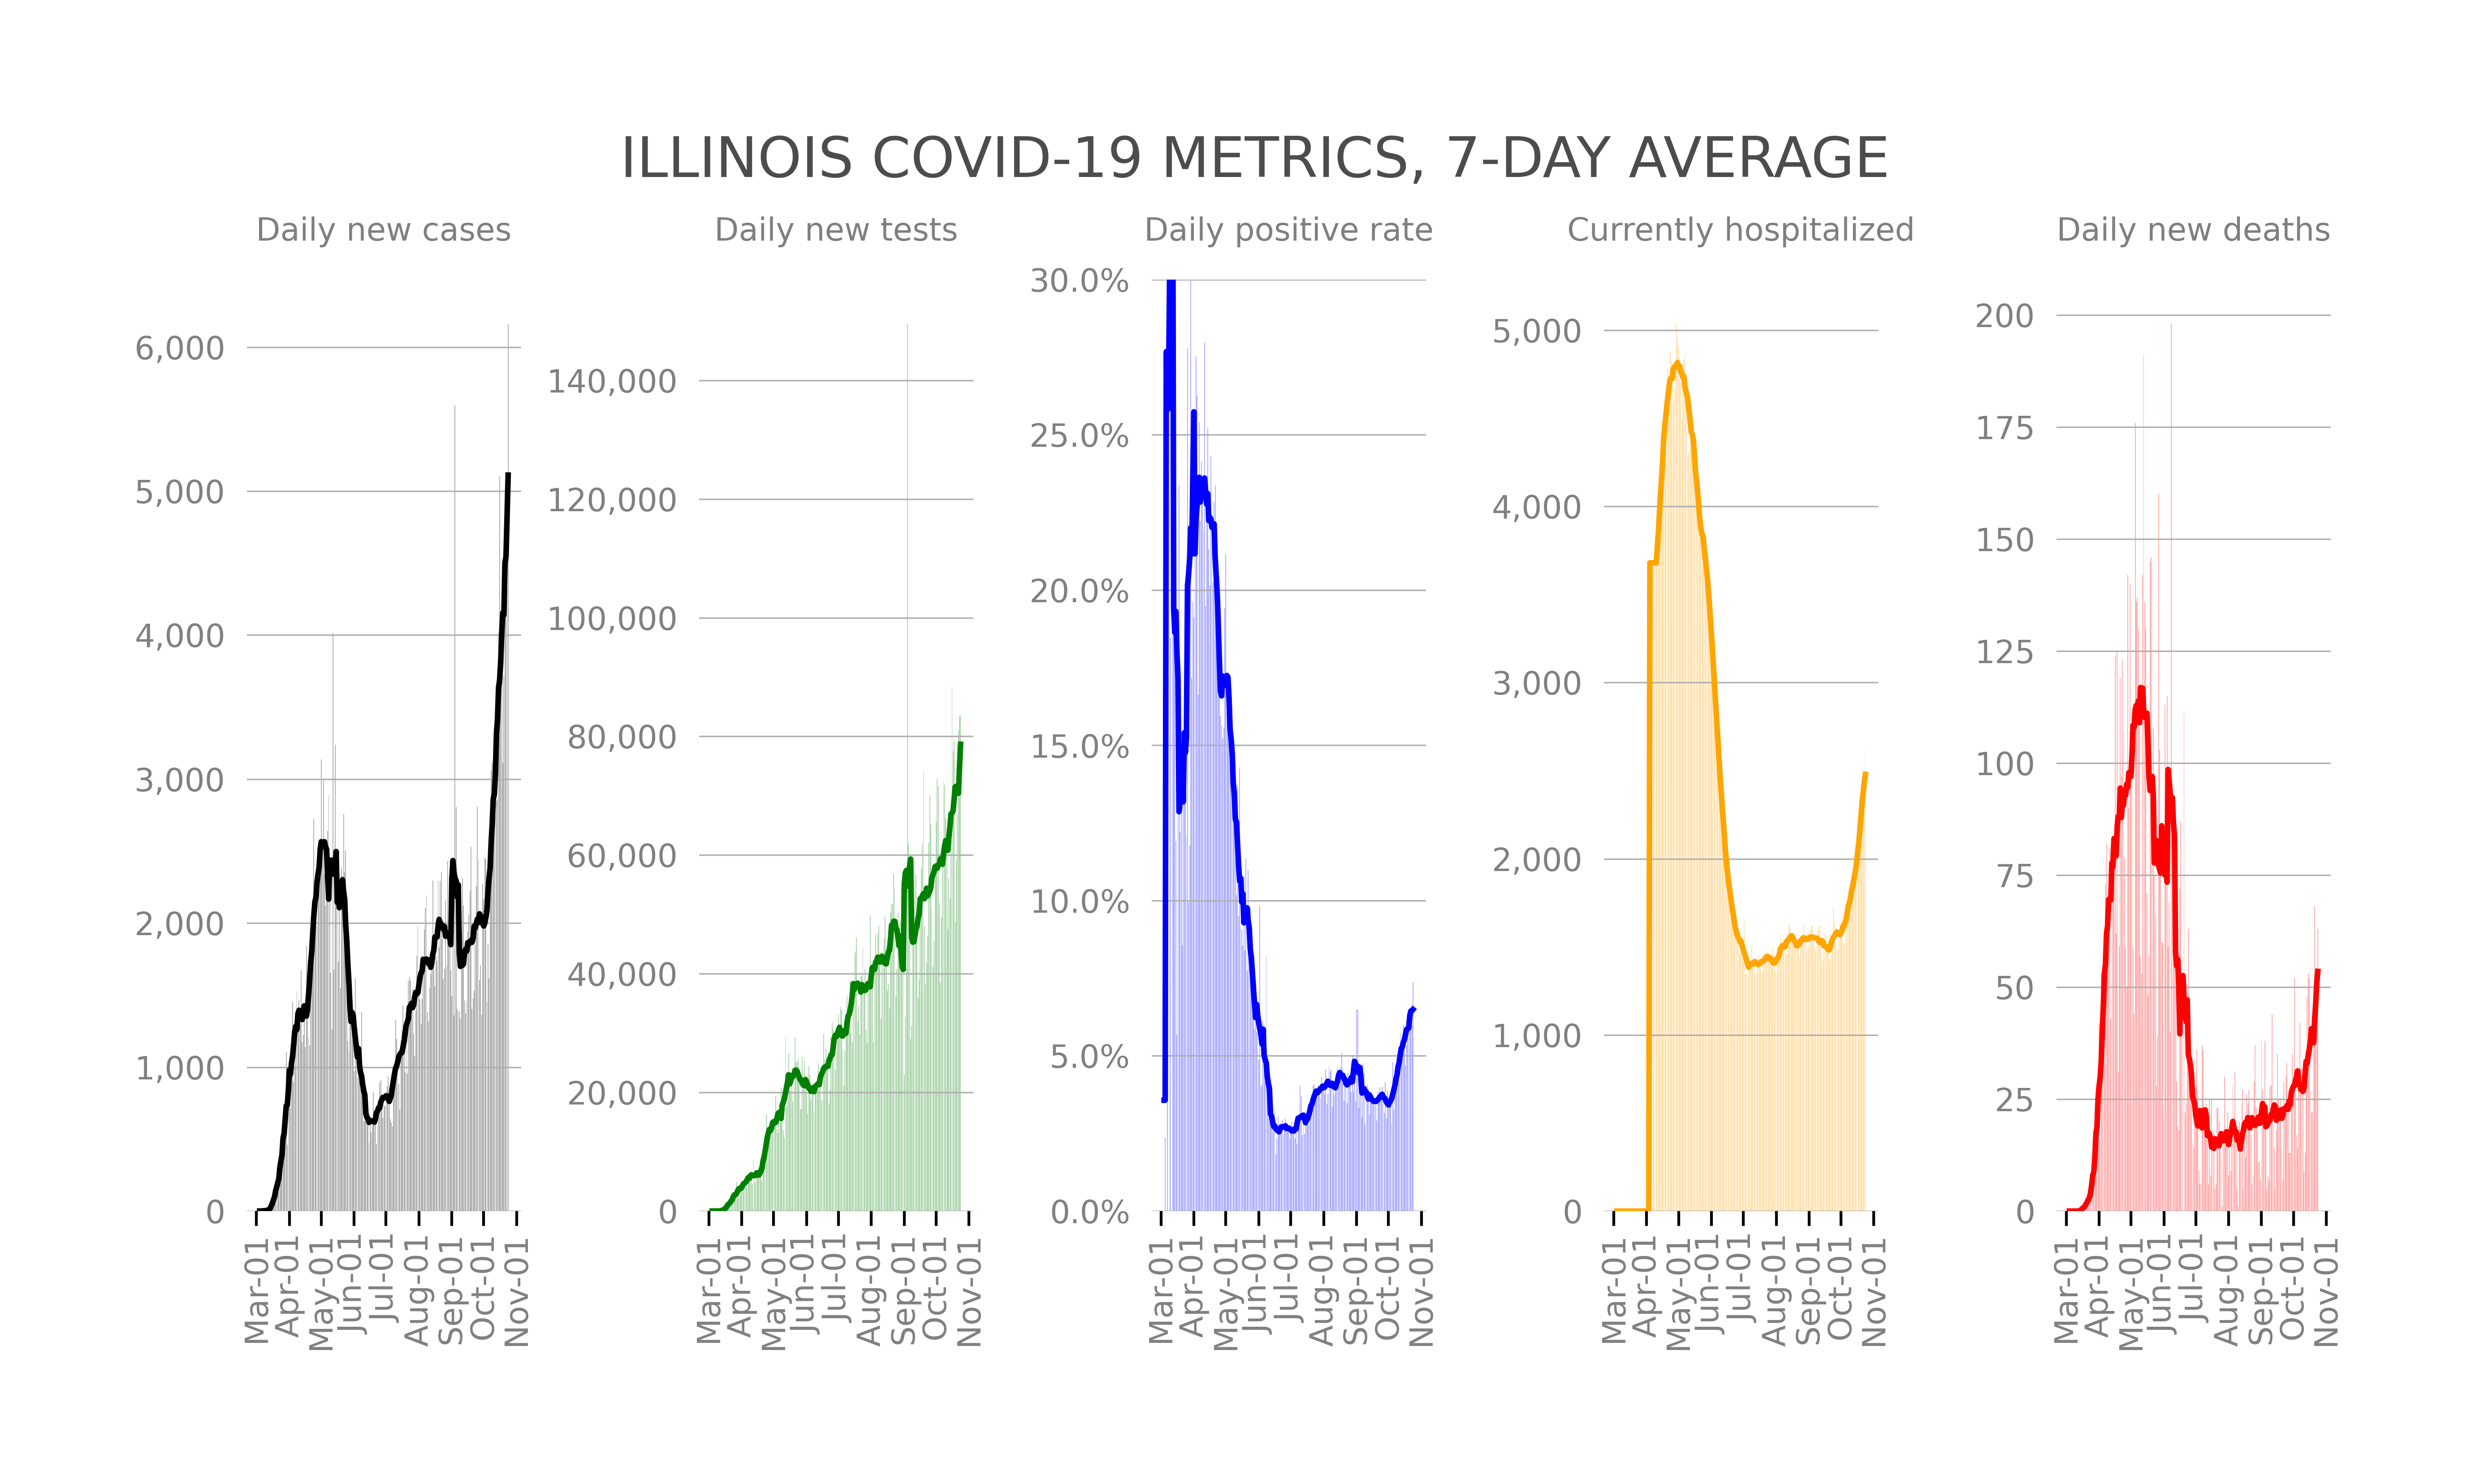 ILLINOIS COVID-19 METRICS, 7-DAY AVERAGE
Daily new cases
6,000
5,000
4,000
3,000
2,000
1,000
0
Mar-01
Apr-01
May-01
Jun-01
Jul-01
Aug-01
Sep-01
Oct-01
Nov-01
Daily new tests
140,000
120,000
100,000
80,000
60,000
40,000
20,000
0
Mar-01
Apr-01
May-01
Jun-01
Jul-01
Aug-01
Sep-01
Oct-01
Nov-01
Daily positive rate
30.0%
25.0%
20.0%
15.0%
10.0%
5.0%
0.0%
Mar-01
Apr-01
May-01
Jun-01
Jul-01
Aug-01
Sep-01
Oct-01
Nov-01
Currently hospitalized
5,000
4,000
3,000
2,000
1,000
0
Mar-01
Apr-01
May-01
Jun-01
Jul-01
Aug-01
Sep-01
Oct-01
Nov-01
Daily new deaths
200
175
150
125
100
75
50
25
0
Mar-01
Apr-01
May-01
Jun-01
Jul-01
Aug-01
Sep-01
Oct-01
Nov-01